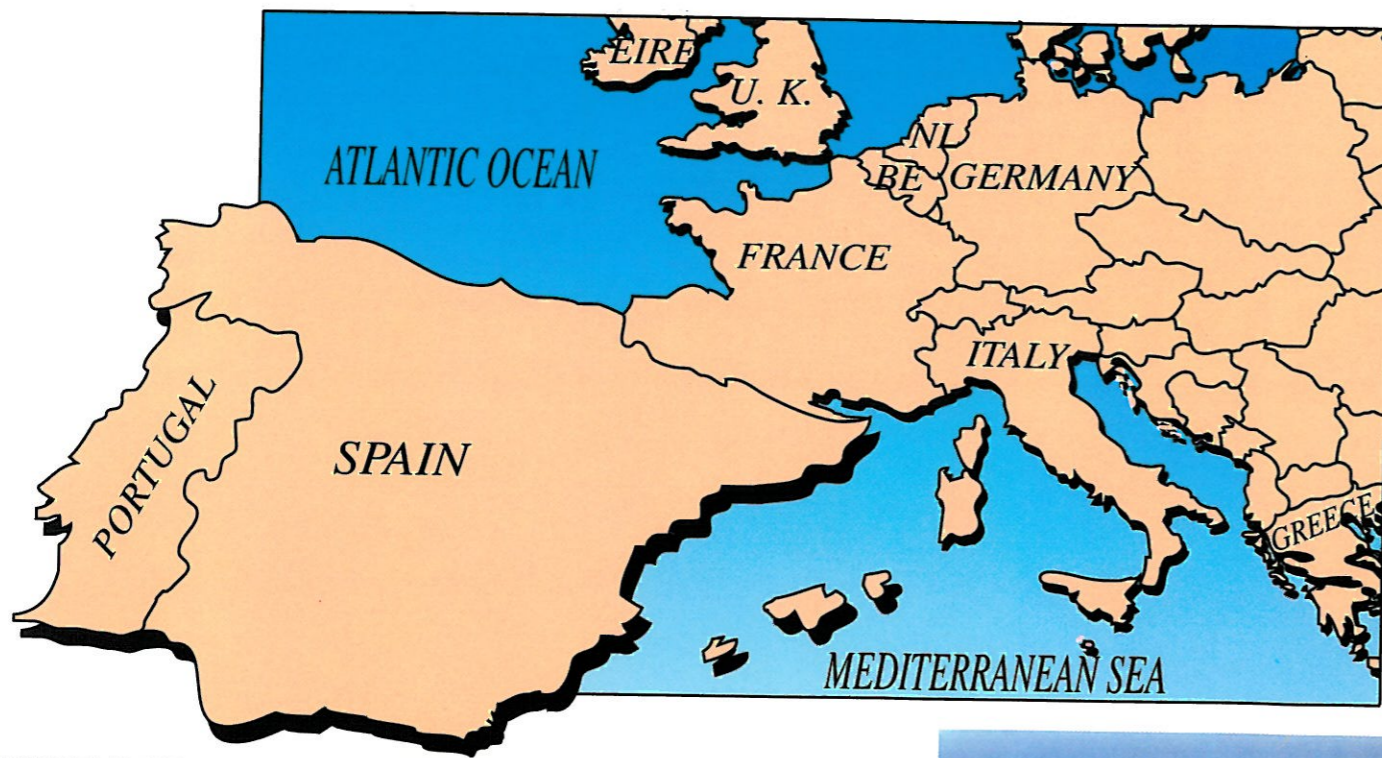 EIRE
U. K.
NL
ATLANTIC OCEAN
BE
GERMANY
FRANCE
ITALY
PORTUGAL
SPAIN
GREECE
MEDITERRANEAN SEA